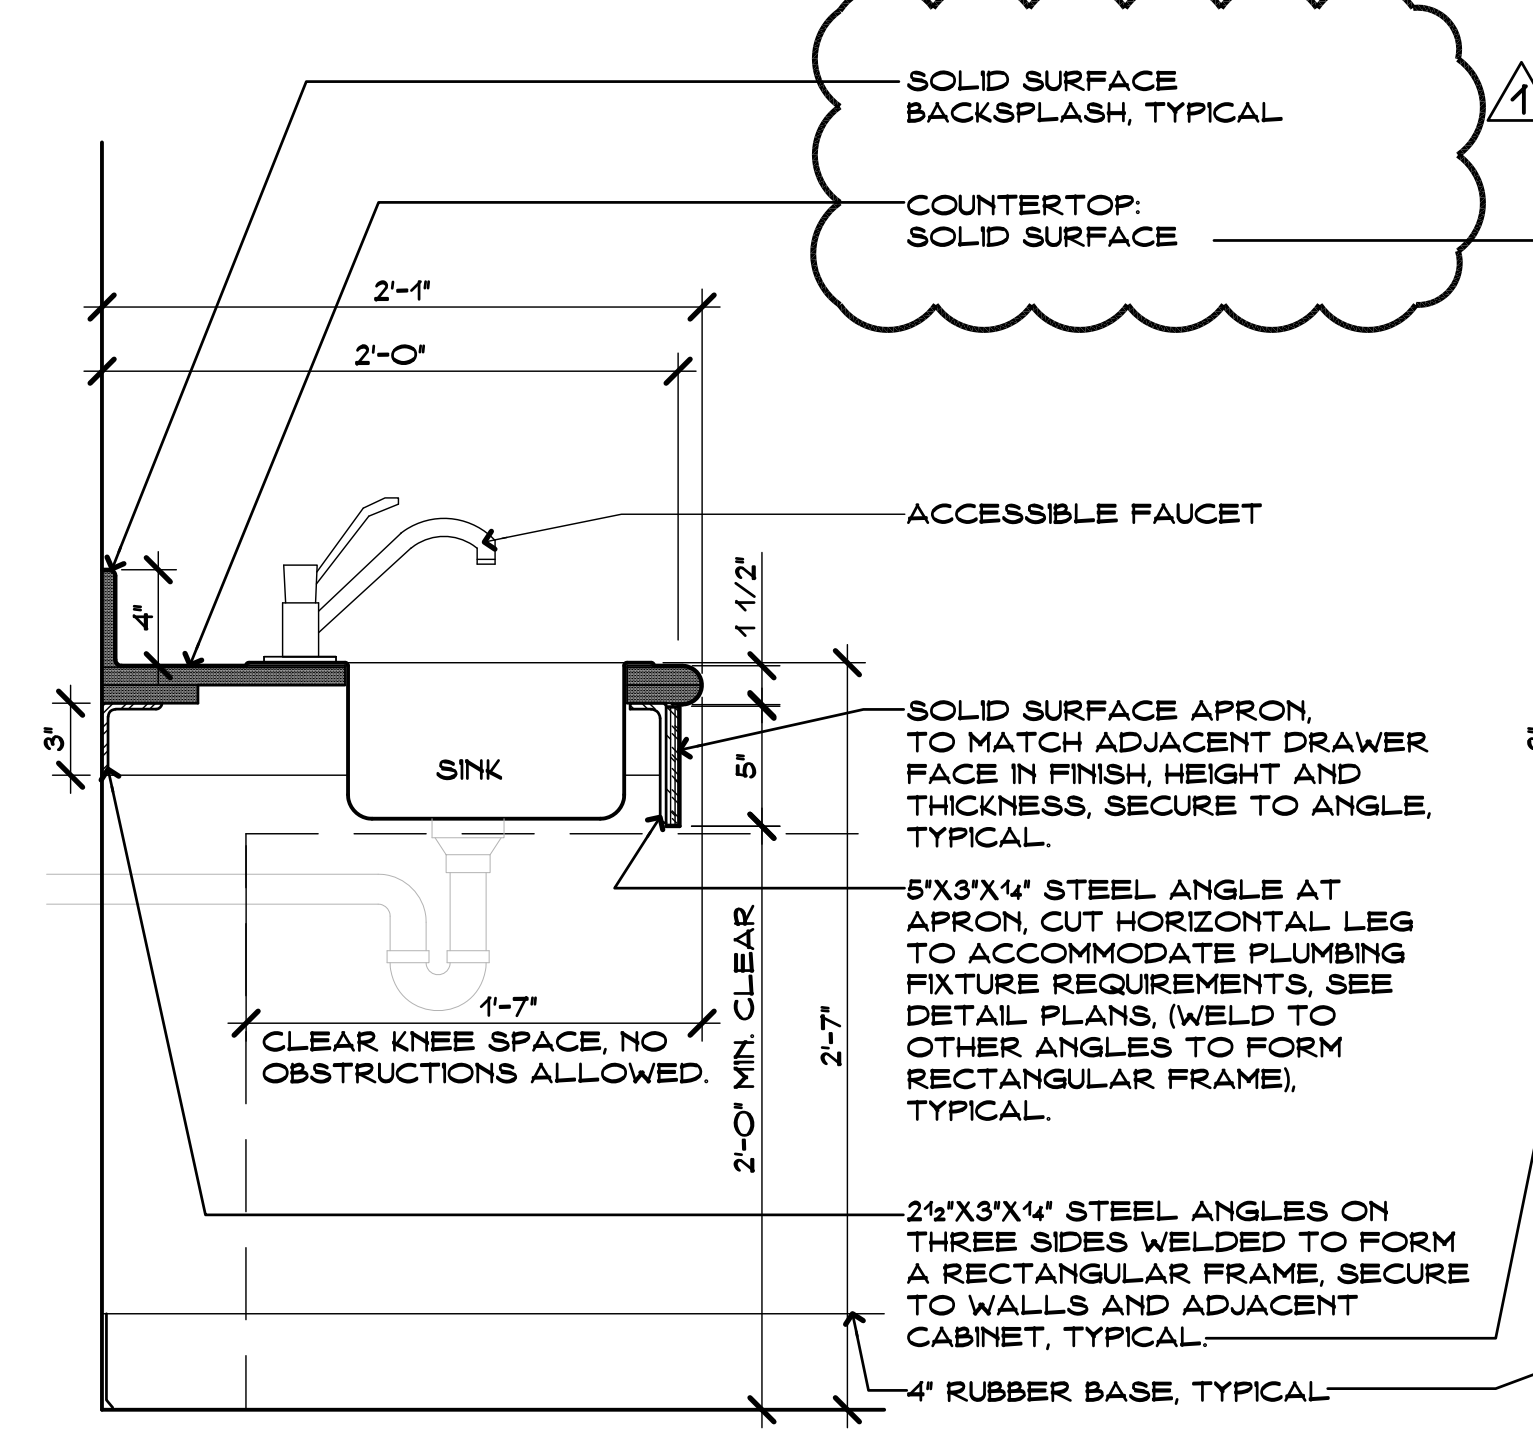 SOLID SURFACE
BACKSPLASH, TYPICAL
1
COUNTERTOP:
SOLID SURFACE
2'-1"
2'-0"
ACCESSIBLE FAUCET
1 1/2"
4"
SOLID SURFACE APRON,
TO MATCH ADJACENT DRAWER
FACE IN FINISH, HEIGHT AND
THICKNESS, SECURE TO ANGLE,
TYPICAL.
3"
SINK
5"
5"X3"X1/4" STEEL ANGLE AT
APRON, CUT HORIZONTAL LEG
TO ACCOMMODATE PLUMBING
FIXTURE REQUIREMENTS, SEE
DETAIL PLANS, (WELD TO
OTHER ANGLES TO FORM
RECTANGULAR FRAME),
TYPICAL.
1'-7"
CLEAR KNEE SPACE, NO
OBSTRUCTIONS ALLOWED.
2'-0" MIN. CLEAR
2'-7"
2 1/2"X3"X1/4" STEEL ANGLES ON
THREE SIDES WELDED TO FORM
A RECTANGULAR FRAME, SECURE
TO WALLS AND ADJACENT
CABINET, TYPICAL.
4" RUBBER BASE, TYPICAL